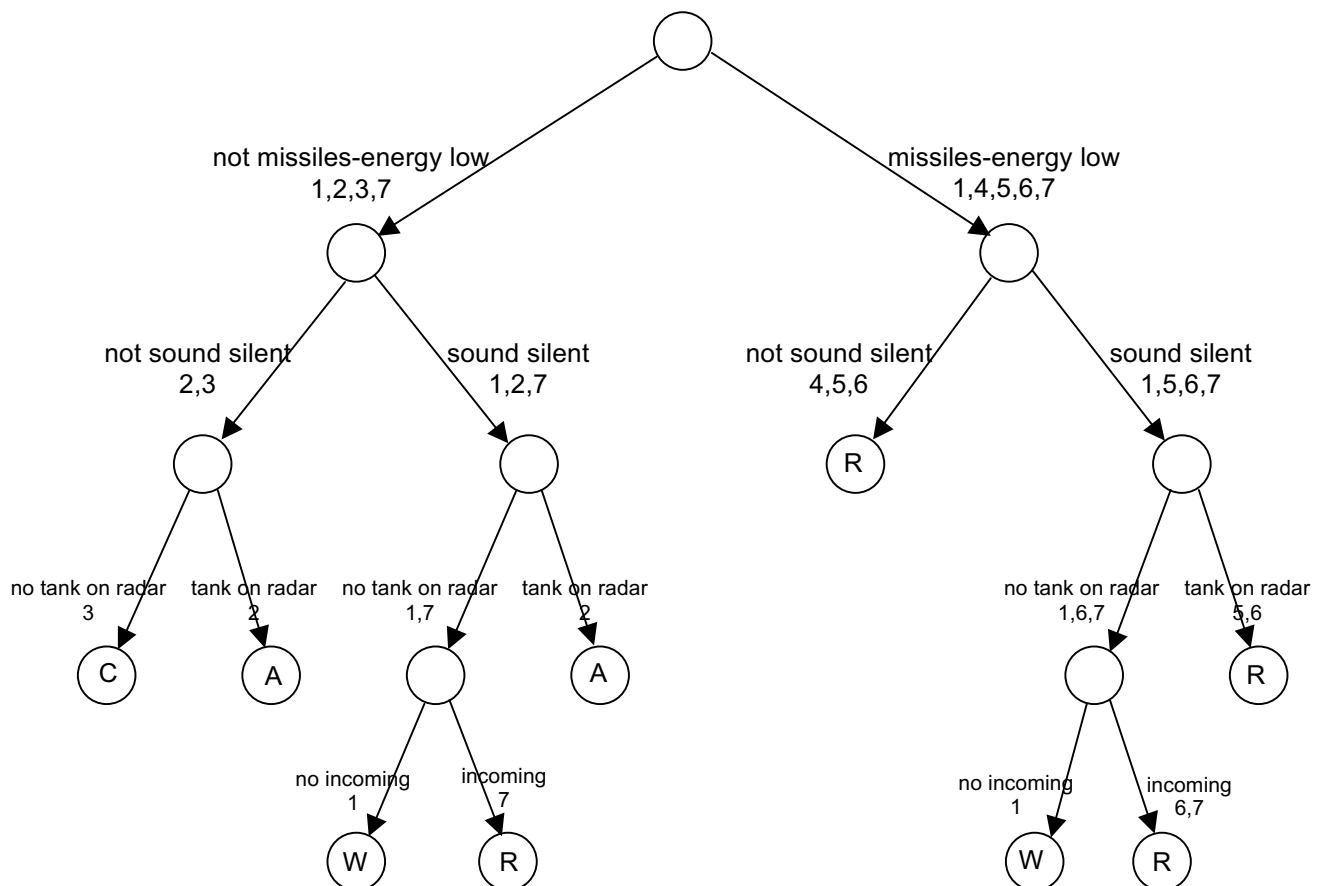 not missiles-energy low
1,2,3,7
missiles-energy low
1,4,5,6,7
not sound silent
2,3
sound silent
1,2,7
not sound silent
4,5,6
sound silent
1,5,6,7
R
no tank on radar
3
tank on radar
2
no tank on radar
1,7
tank on radar
2
no tank on radar
1,6,7
tank on radar
5,6
C
A
A
R
no incoming
1
incoming
7
no incoming
1
incoming
6,7
W
R
W
R